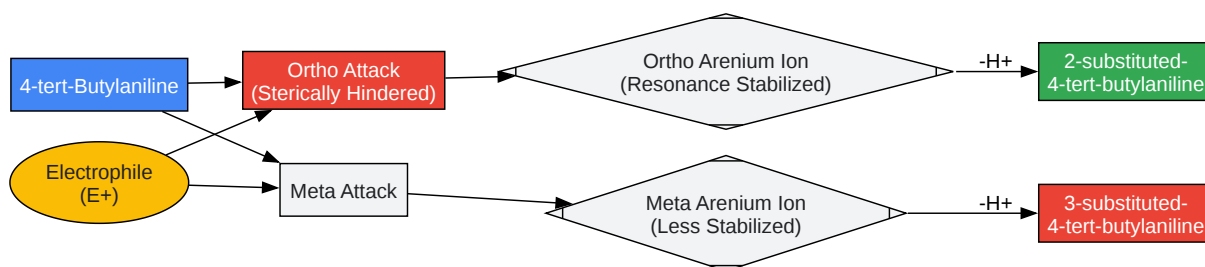 4-tert-Butylaniline
Electrophile
(E+)
Ortho Attack
(Sterically Hindered)
Meta Attack
Ortho Arenium Ion
(Resonance Stabilized)
Meta Arenium Ion
(Less Stabilized)
-H+
2-substituted-
4-tert-butylaniline
-H+
3-substituted-
4-tert-butylaniline